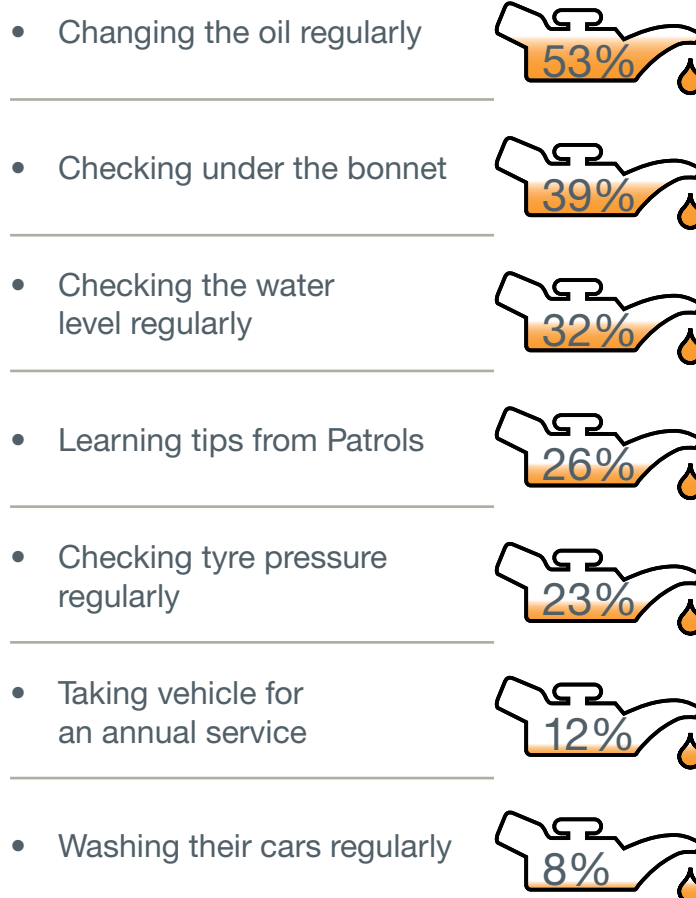 • Changing the oil regularly 53%
• Checking under the bonnet 39%
• Checking the water
level regularly 32%
• Learning tips from Patrols 26%
• Checking tyre pressure
regularly 23%
• Taking vehicle for
an annual service 12%
• Washing their cars regularly 8%